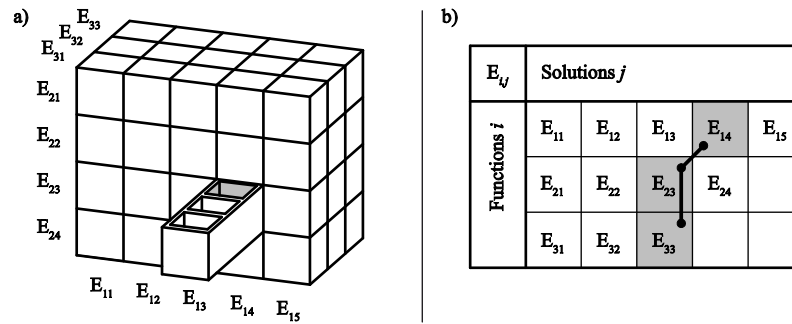 a)
E33
E32
E31
E21
E22
E23
E24
E11
E12
E13
E14
E15
b)
Eij Solutions j
Functions i
E11 E12 E13 E14 E15
E21 E22 E23 E24
E31 E32 E33